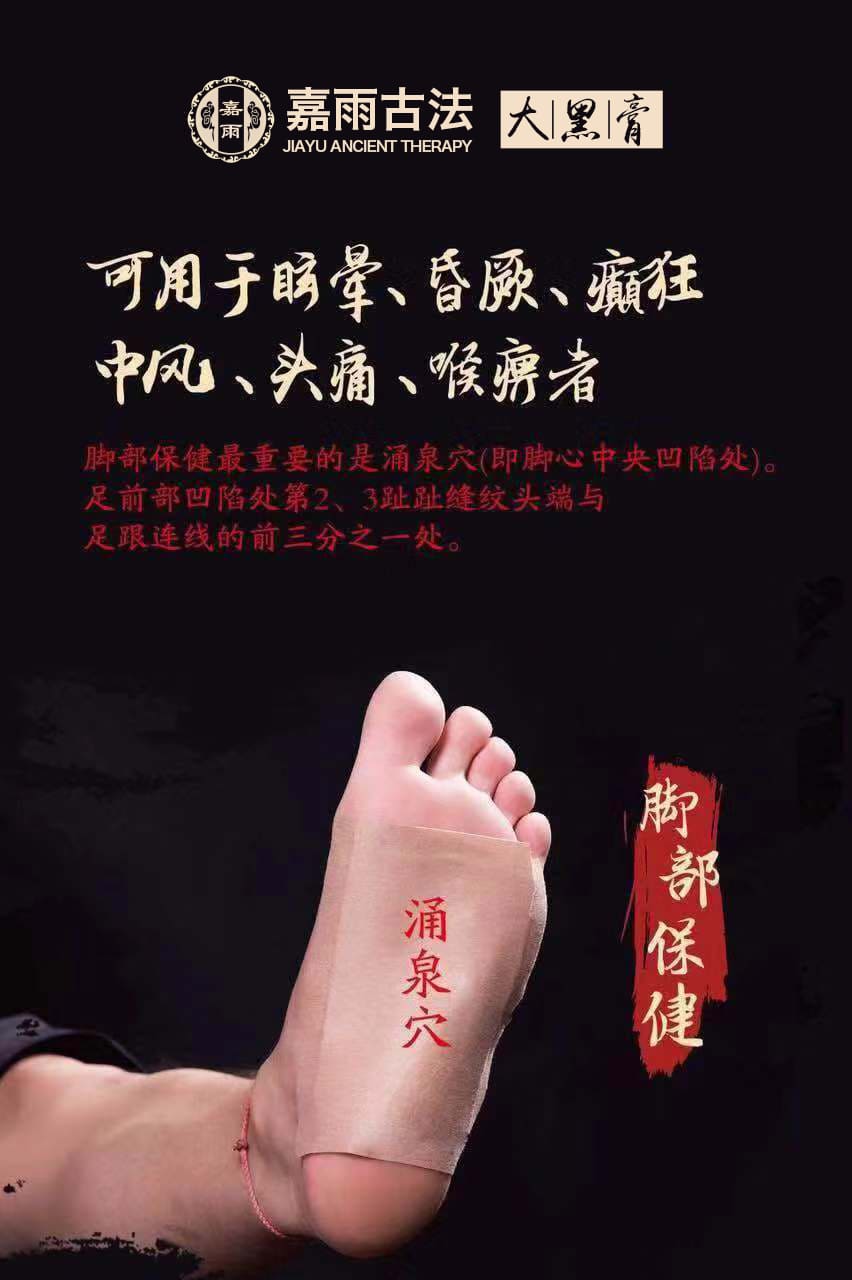 嘉雨
嘉雨古法
JIAYU ANCIENT THERAPY
大黑膏
可用于眩晕、昏厥、癫狂
中风、头痛、喉痹者
脚部保健最重要的是涌泉穴(即脚心中央凹陷处)。
足前部凹陷处第2、3趾趾缝纹头端与
足跟连线的前三分之一处。
涌泉穴
脚部保健